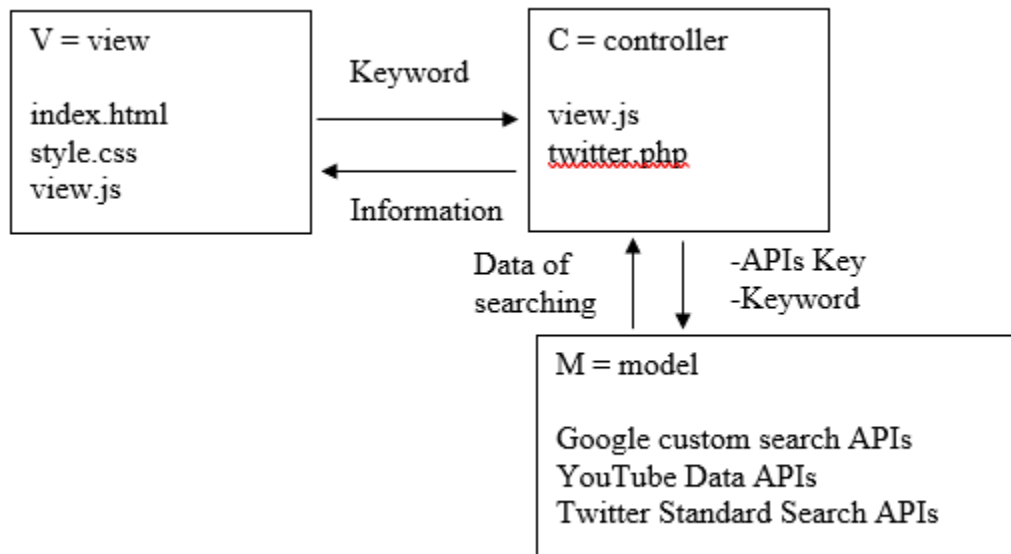 V = view
index.html
style.css
view.js
Keyword
Information
C = controller
view.js
twitter.php
Data of
searching
-APIs Key
-Keyword
M = model
Google custom search APIs
YouTube Data APIs
Twitter Standard Search APIs